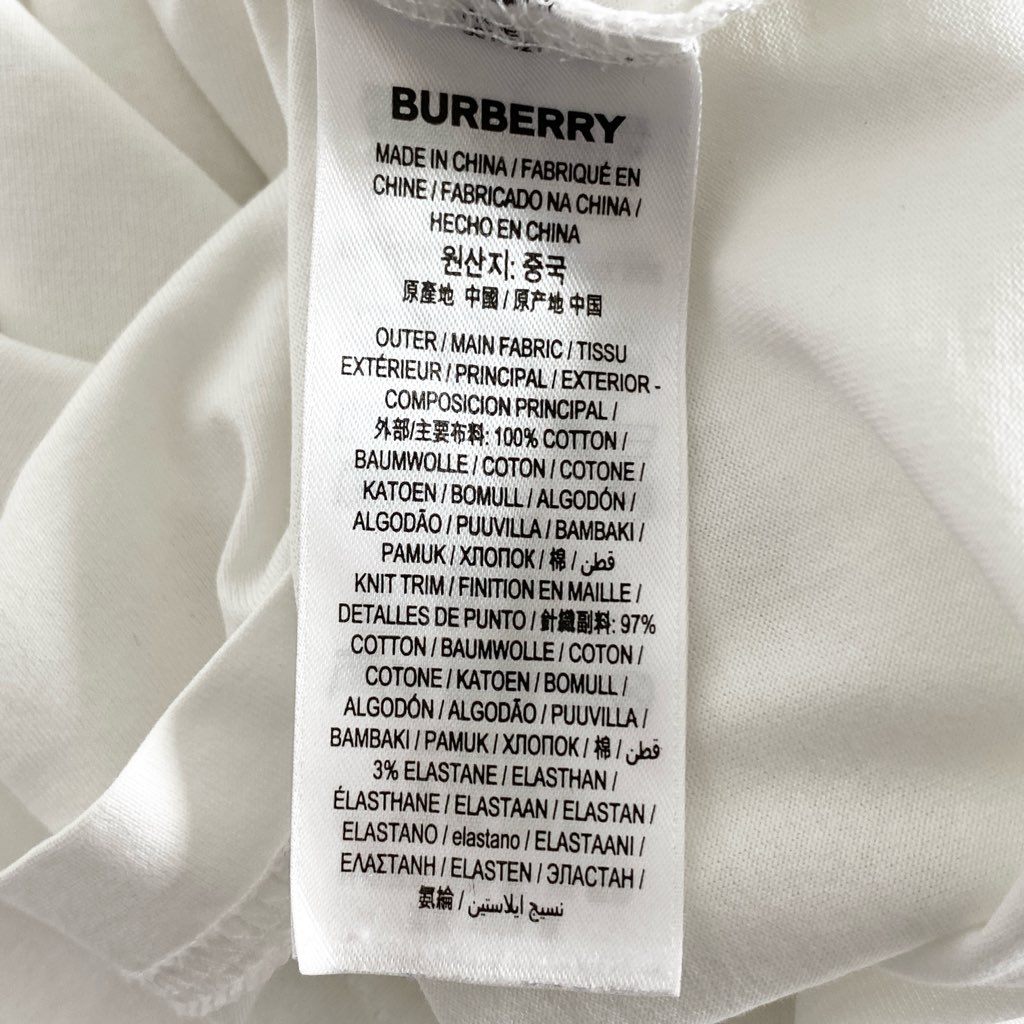 BURBERRY
MADE IN CHINA / FABRIQUÉ EN
CHINE / FABRICADO NA CHINA /
HECHO EN CHINA
원산지: 중국
原產地 中國 / 原产地 中国
OUTER / MAIN FABRIC / TISSU
EXTÉRIEUR / PRINCIPAL / EXTERIOR -
COMPOSICION PRINCIPAL /
外部/主要布料: 100% COTTON /
BAUMWOLLE / COTON / COTONE /
KATOEN / BOMULL / ALGODÓN /
ALGODÃO / PUUVILLA / BAMBAKI /
PAMUK / ХЛОПОК / 棉 / قطن
KNIT TRIM / FINITION EN MAILLE /
DETALLES DE PUNTO / 針織副料: 97%
COTTON / BAUMWOLLE / COTON /
COTONE / KATOEN / BOMULL /
ALGODÓN / ALGODÃO / PUUVILLA /
BAMBAKI / PAMUK / ХЛОПОК / 棉 / قطن
3% ELASTANE / ELASTHAN /
ÉLASTHANE / ELASTAAN / ELASTAN /
ELASTANO / elastano / ELASTAANI /
ΕΛΑΣΤΑΝΗ / ELASTEN / ЭЛАСТАН /
氨綸 / نسيج ايلاستين